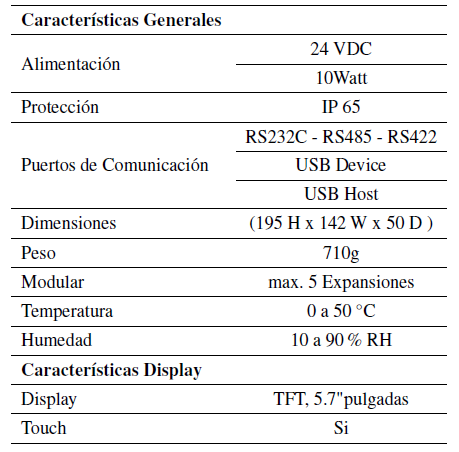 Características Generales
Alimentación
24 VDC
10Watt
Protección IP 65
Puertos de Comunicación
RS232C - RS485 - RS422
USB Device
USB Host
Dimensiones (195 H x 142 W x 50 D )
Peso 710g
Modular max. 5 Expansiones
Temperatura 0 a 50 °C
Humedad 10 a 90 % RH
Características Display
Display TFT, 5.7"pulgadas
Touch Si